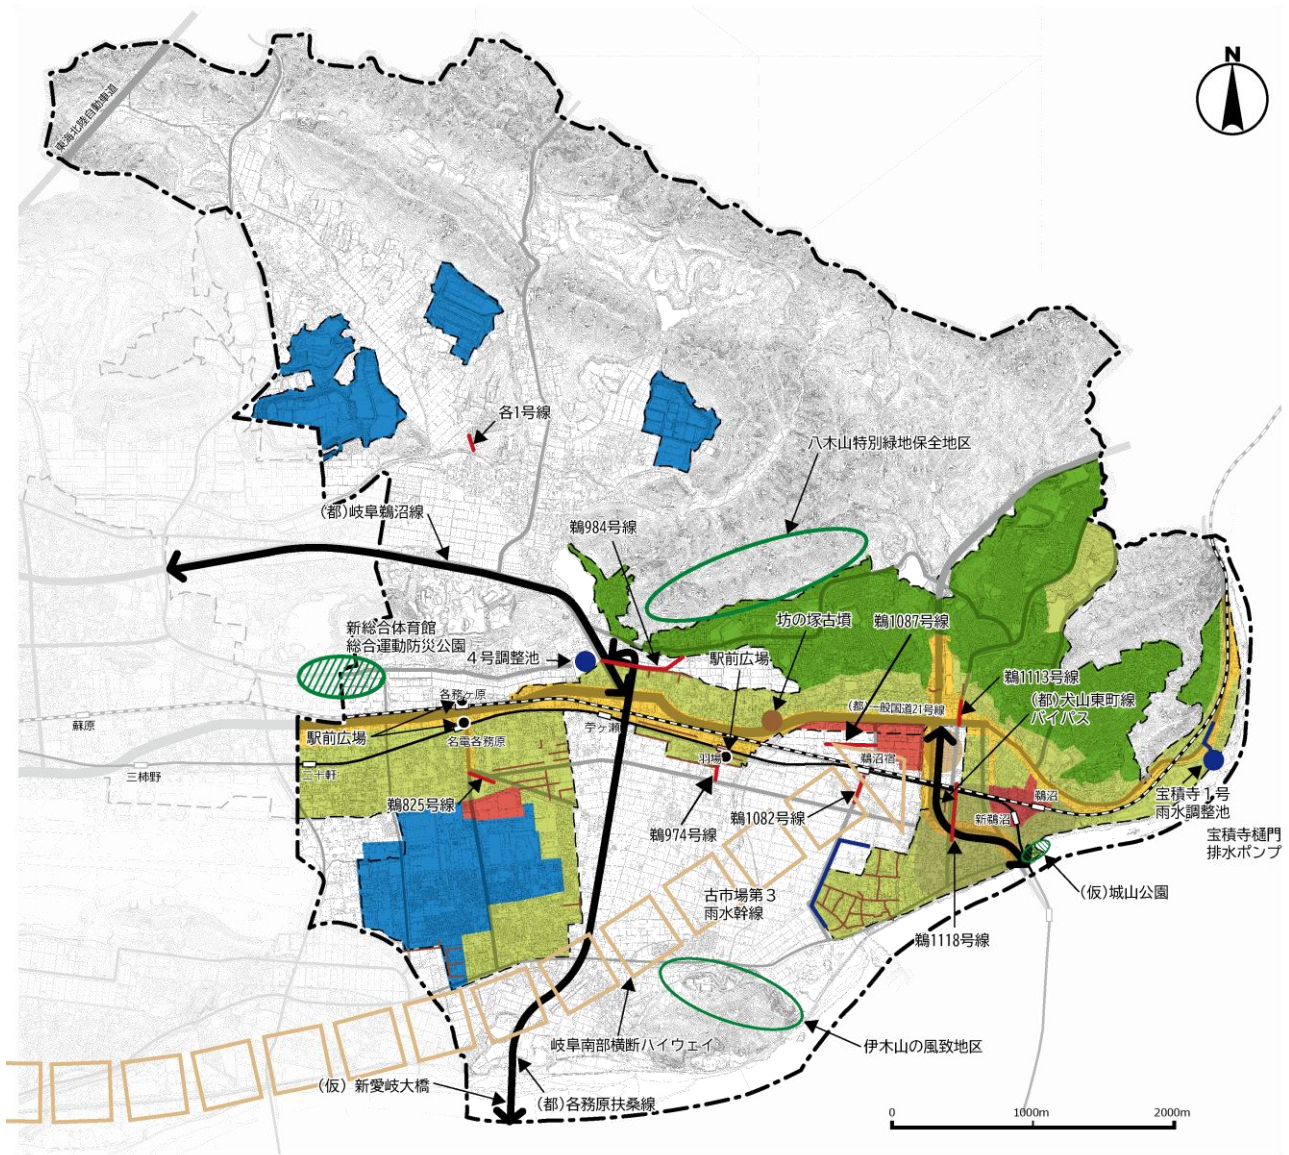 N
東海北陸自動車道
各1号線
八木山特別緑地保全地区
(都)岐阜鵜沼線
鵜984号線
新総合体育館
総合運動防災公園
4号調整池
坊の塚古墳
鵜1087号線
駅前広場
鵜1113号線
(都)犬山東町線
バイパス
(都)一般国道21号線
各務ヶ原
蘇原
駅前広場
名電各務原
苧ヶ瀬
羽場
鵜沼宿
三柿野
二十軒
鵜825号線
鵜974号線
鵜1082号線
新鵜沼
鵜沼
宝積寺1号
雨水調整池
宝積寺樋門
排水ポンプ
(仮)城山公園
古市場第3
雨水幹線
鵜1118号線
岐阜南部横断ハイウェイ
伊木山の風致地区
(仮) 新愛岐大橋
(都)各務原扶桑線
0 1000m 2000m